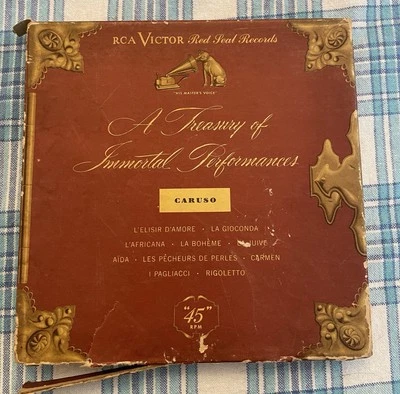 RCA VICTOR Red Seal Records
"HIS MASTER'S VOICE"
A Treasury of
Immortal Performances
CARUSO
L'ELISIR D'AMORE · LA GIOCONDA
L'AFRICANA · LA BOHÈME · JUIVE
AÏDA · LES PÊCHEURS DE PERLES · CARMEN
I PAGLIACCI · RIGOLETTO
"45"
RPM